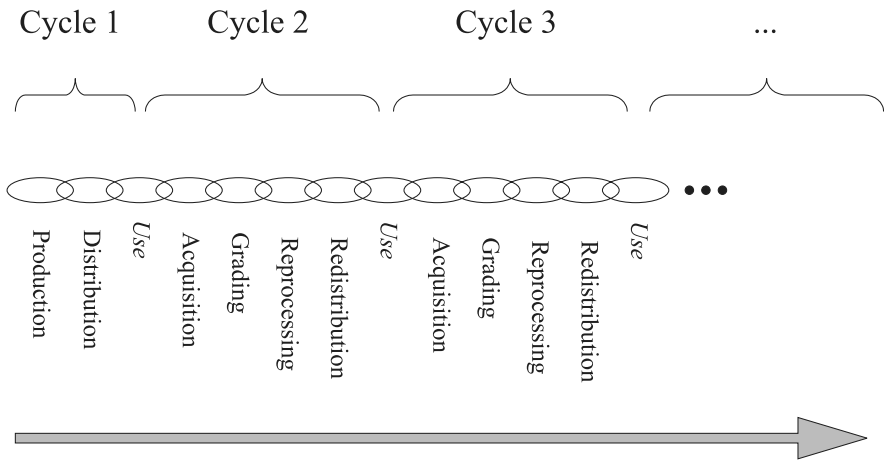 Cycle 1
Cycle 2
Cycle 3
...
Production
Distribution
Use
Acquisition
Grading
Reprocessing
Redistribution
Use
Acquisition
Grading
Reprocessing
Redistribution
Use